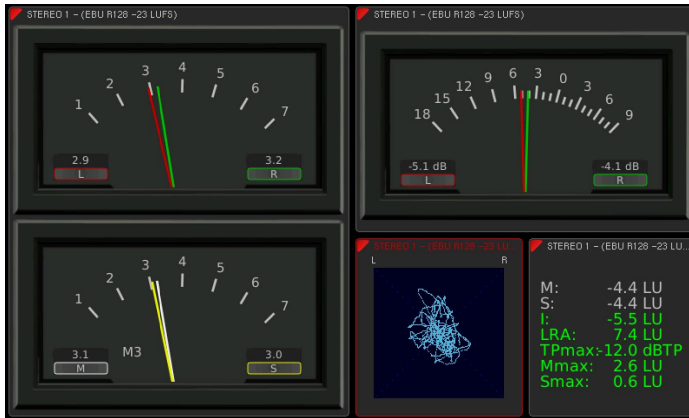 STEREO 1 – (EBU R128 –23 LUFS)
1 2 3 4 5 6 7
2.9 3.2
L R
STEREO 1 – (EBU R128 –23 LUFS)
18 15 12 9 6 3 0 3 6 9
-5.1 dB -4.1 dB
L R
1 2 3 4 5 6 7
3.1 M3 3.0
M S
STEREO 1 – (EBU R128 –23 LU...
L R
STEREO 1 – (EBU R128 –23 LU...
M: -4.4 LU
S: -4.4 LU
I: -5.5 LU
LRA: 7.4 LU
TPmax:-12.0 dBTP
Mmax: 2.6 LU
Smax: 0.6 LU